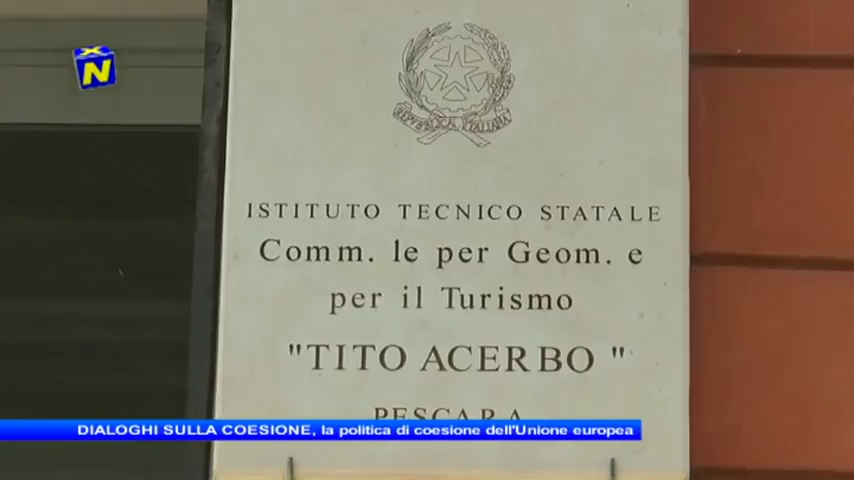 N
REPVBBLICA ITALIANA
ISTITUTO TECNICO STATALE
Comm. le per Geom. e
per il Turismo
"TITO ACERBO "
PESCARA
DIALOGHI SULLA COESIONE, la politica di coesione dell'Unione europea